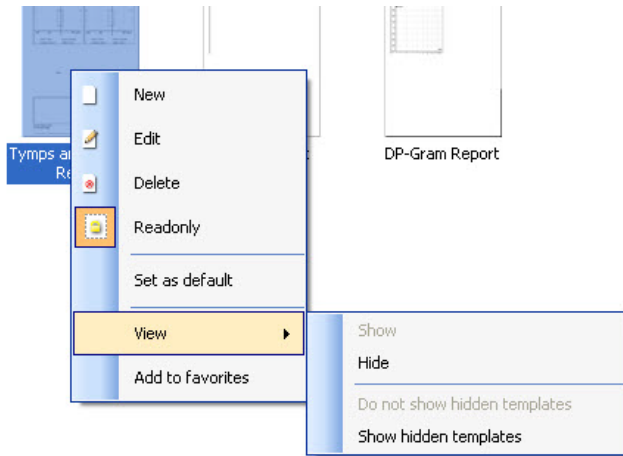 New
Edit
Tymps a
Re
DP-Gram Report
Delete
Readonly
Set as default
View
Show
Hide
Add to favorites
Do not show hidden templates
Show hidden templates